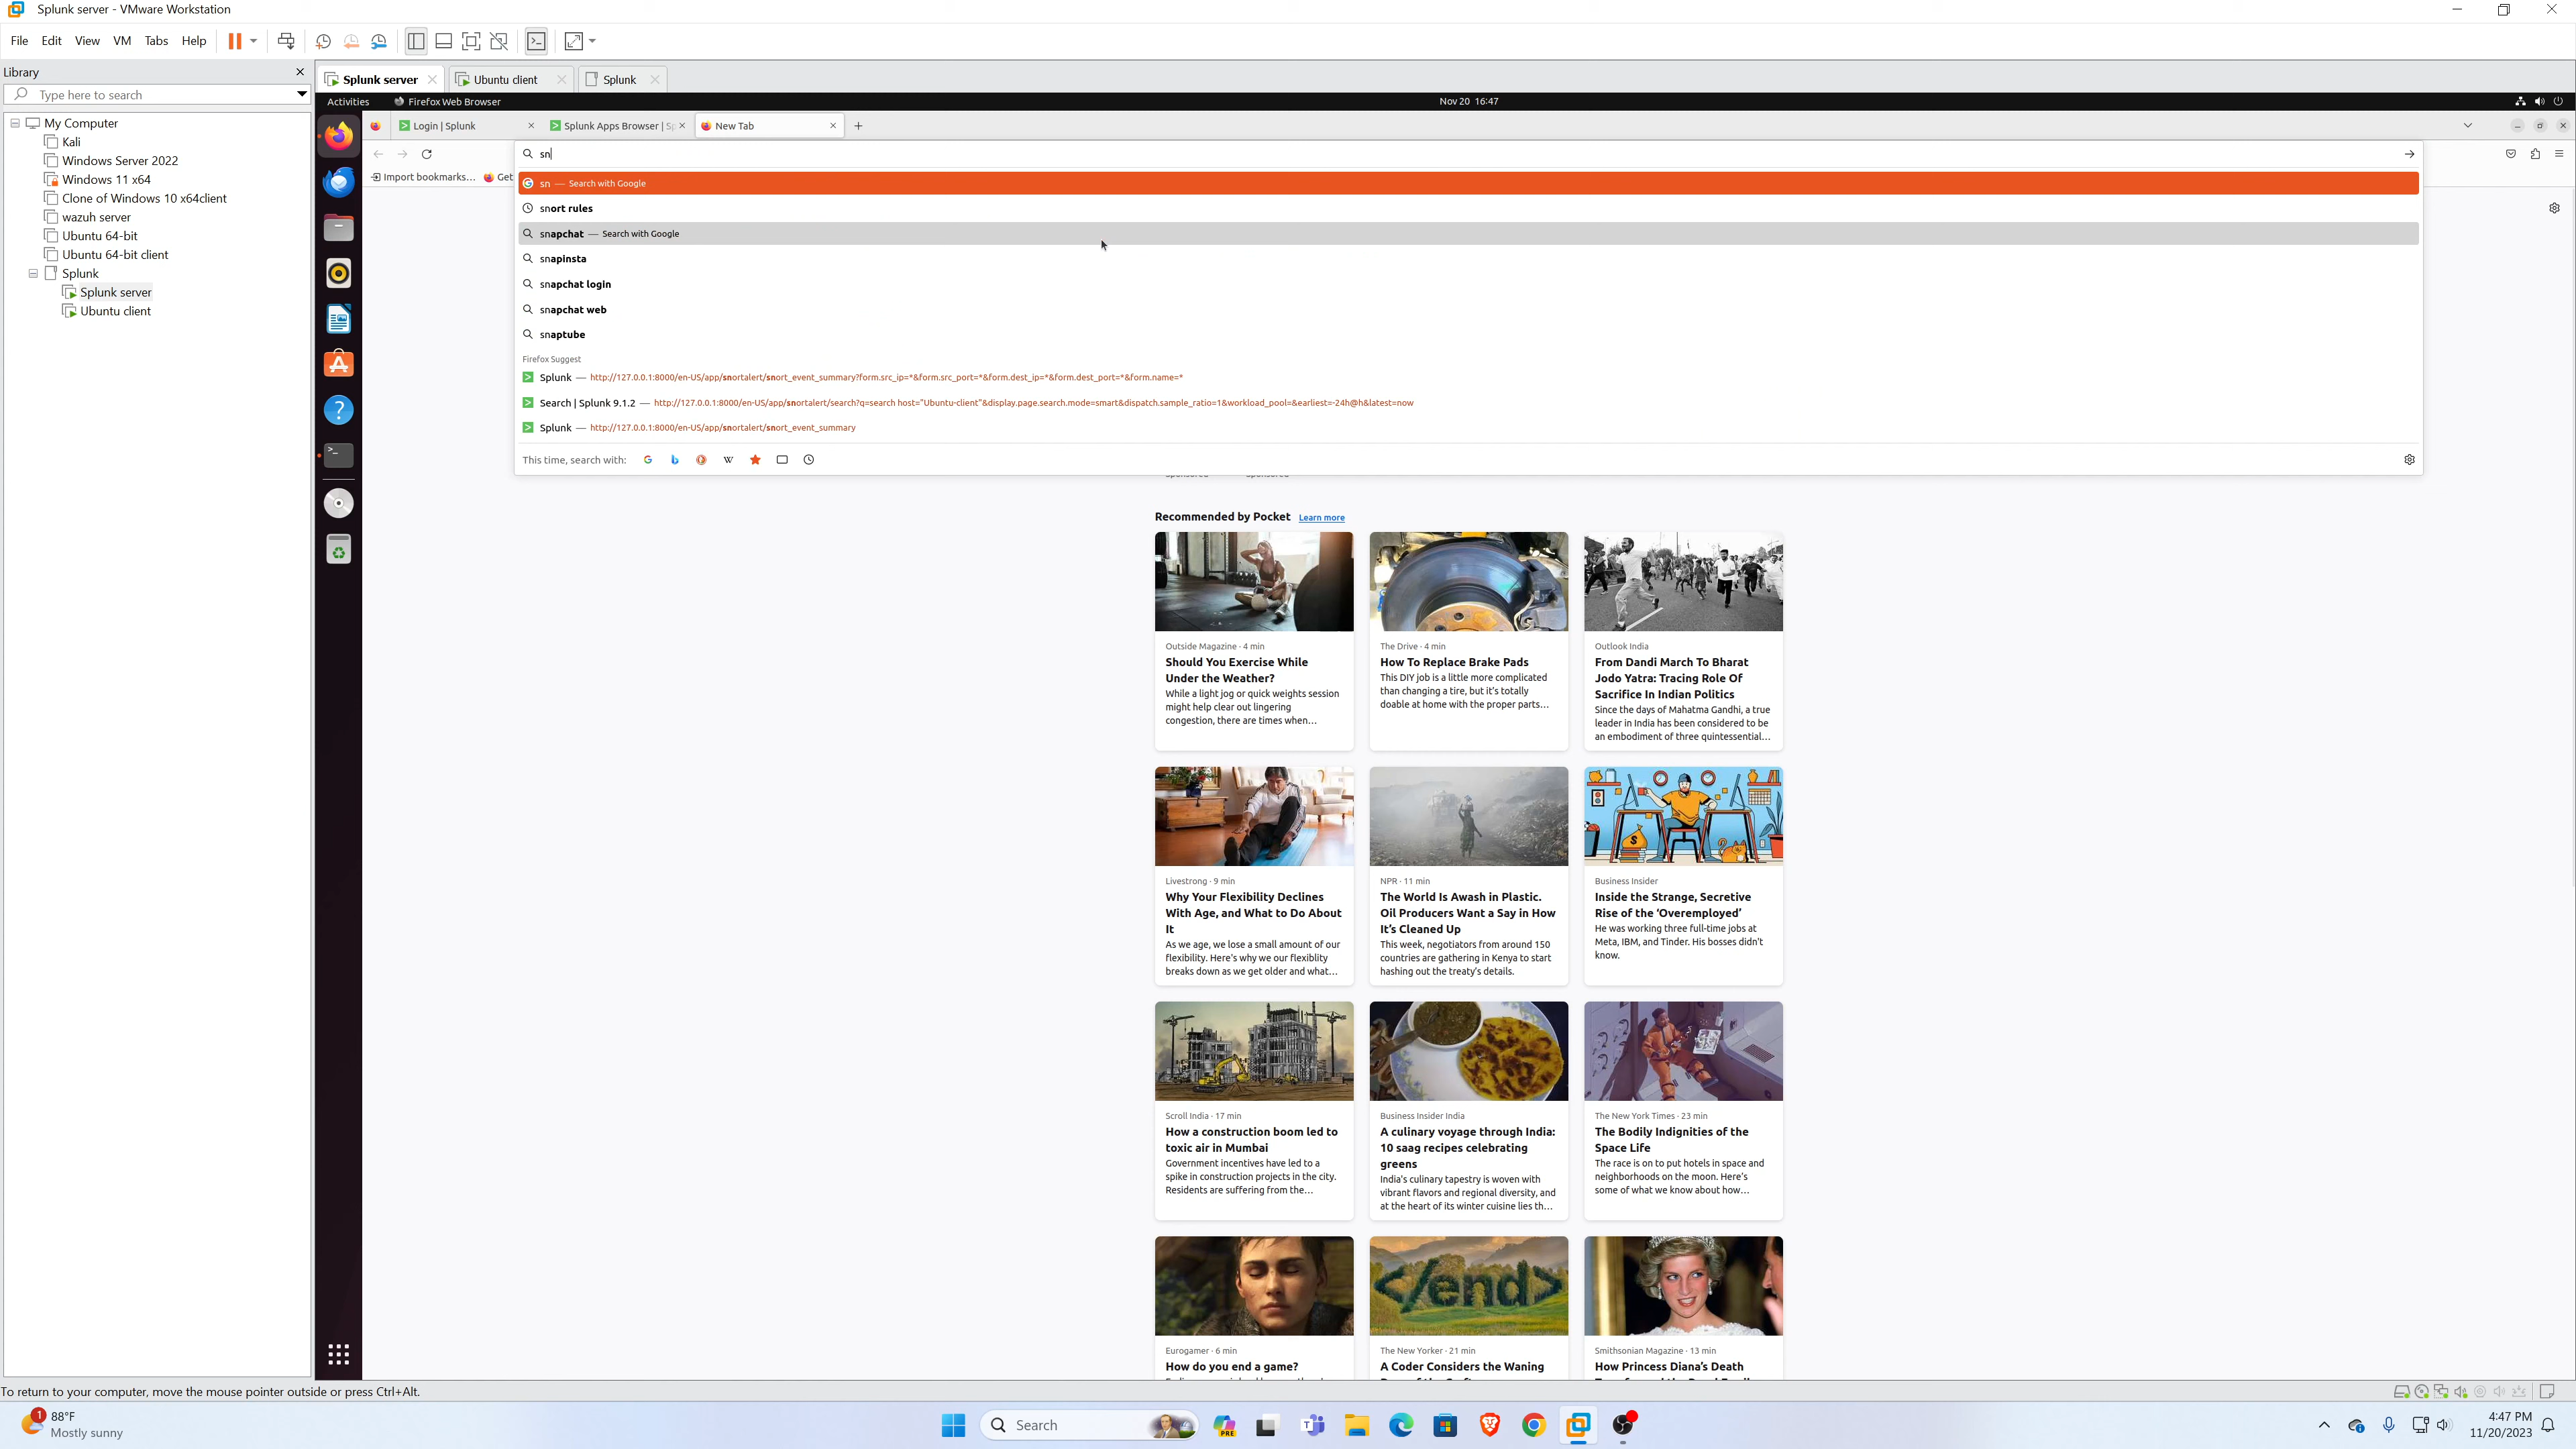 Splunk server - VMware Workstation
File Edit View VM Tabs Help
Library
Type here to search
My Computer
Kali
Windows Server 2022
Windows 11 x64
Clone of Windows 10 x64client
wazuh server
Ubuntu 64-bit
Ubuntu 64-bit client
Splunk
Splunk server
Ubuntu client
Splunk server
Ubuntu client
Splunk
Activities
Firefox Web Browser
Nov 20 16:47
Login | Splunk
Splunk Apps Browser | Sp
New Tab
sn
Import bookmarks...
Get
sn — Search with Google
snort rules
snapchat — Search with Google
snapinsta
snapchat login
snapchat web
snaptube
Firefox Suggest
Splunk — http://127.0.0.1:8000/en-US/app/snortalert/snort_event_summary?form.src_ip=*&form.src_port=*&form.dest_ip=*&form.dest_port=*&form.name=*
Search | Splunk 9.1.2 — http://127.0.0.1:8000/en-US/app/snortalert/search?q=search host="Ubuntu-client"&display.page.search.mode=smart&dispatch.sample_ratio=1&workload_pool=&earliest=-24h@h&latest=now
Splunk — http://127.0.0.1:8000/en-US/app/snortalert/snort_event_summary
This time, search with:
Recommended by Pocket Learn more
Outside Magazine · 4 min
Should You Exercise While
Under the Weather?
While a light jog or quick weights session
might help clear out lingering
congestion, there are times when...
The Drive · 4 min
How To Replace Brake Pads
This DIY job is a little more complicated
than changing a tire, but it's totally
doable at home with the proper parts...
Outlook India
From Dandi March To Bharat
Jodo Yatra: Tracing Role Of
Sacrifice In Indian Politics
Since the days of Mahatma Gandhi, a true
leader in India has been considered to be
an embodiment of three quintessential...
Livestrong · 9 min
Why Your Flexibility Declines
With Age, and What to Do About
It
As we age, we lose a small amount of our
flexibility. Here's why we our flexiblity
breaks down as we get older and what...
NPR · 11 min
The World Is Awash in Plastic.
Oil Producers Want a Say in How
It's Cleaned Up
This week, negotiators from around 150
countries are gathering in Kenya to start
hashing out the treaty's details.
Business Insider
Inside the Strange, Secretive
Rise of the 'Overemployed'
He was working three full-time jobs at
Meta, IBM, and Tinder. His bosses didn't
know.
Scroll India · 17 min
How a construction boom led to
toxic air in Mumbai
Government incentives have led to a
spike in construction projects in the city.
Residents are suffering from the...
Business Insider India
A culinary voyage through India:
10 saag recipes celebrating
greens
India's culinary tapestry is woven with
vibrant flavors and regional diversity, and
at the heart of its winter cuisine lies th...
The New York Times · 23 min
The Bodily Indignities of the
Space Life
The race is on to put hotels in space and
neighborhoods on the moon. Here's
some of what we know about how...
</end>
Eurogamer · 6 min
How do you end a game?
The New Yorker · 21 min
A Coder Considers the Waning
Smithsonian Magazine · 13 min
How Princess Diana's Death
To return to your computer, move the mouse pointer outside or press Ctrl+Alt.
1
88°F
Mostly sunny
Search
PRE
4:47 PM
11/20/2023